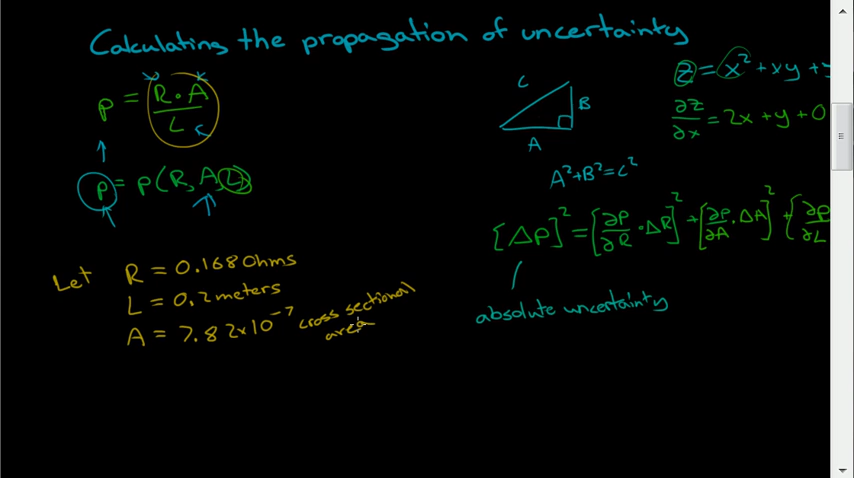 Calculating the propagation of uncertainty
p = R·A / L
p = p(R, A, L)
Let R = 0.168 Ohms
L = 0.2 meters
A = 7.82x10⁻⁷ cross sectional area
C
B
A
A² + B² = C²
z = x² + xy + y
∂z/∂x = 2x + y + 0
[Δp]² = [∂p/∂R · ΔR]² + [∂p/∂A · ΔA]² + [∂p/∂L
absolute uncertainty